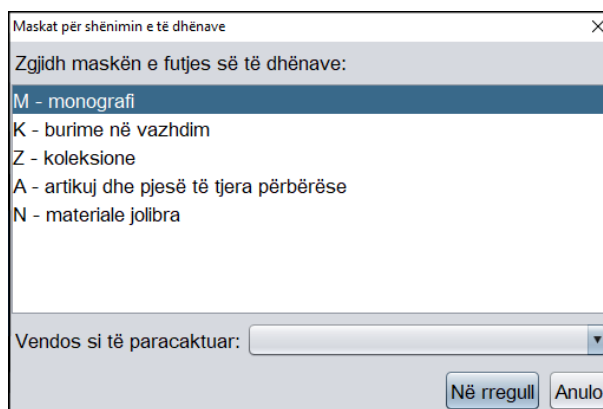 Maskat për shënimin e të dhënave
Zgjidh maskën e futjes së të dhënave:
M - monografi
K - burime në vazhdim
Z - koleksione
A - artikuj dhe pjesë të tjera përbërëse
N - materiale jolibra
Vendos si të paracaktuar:
Në rregull Anulo